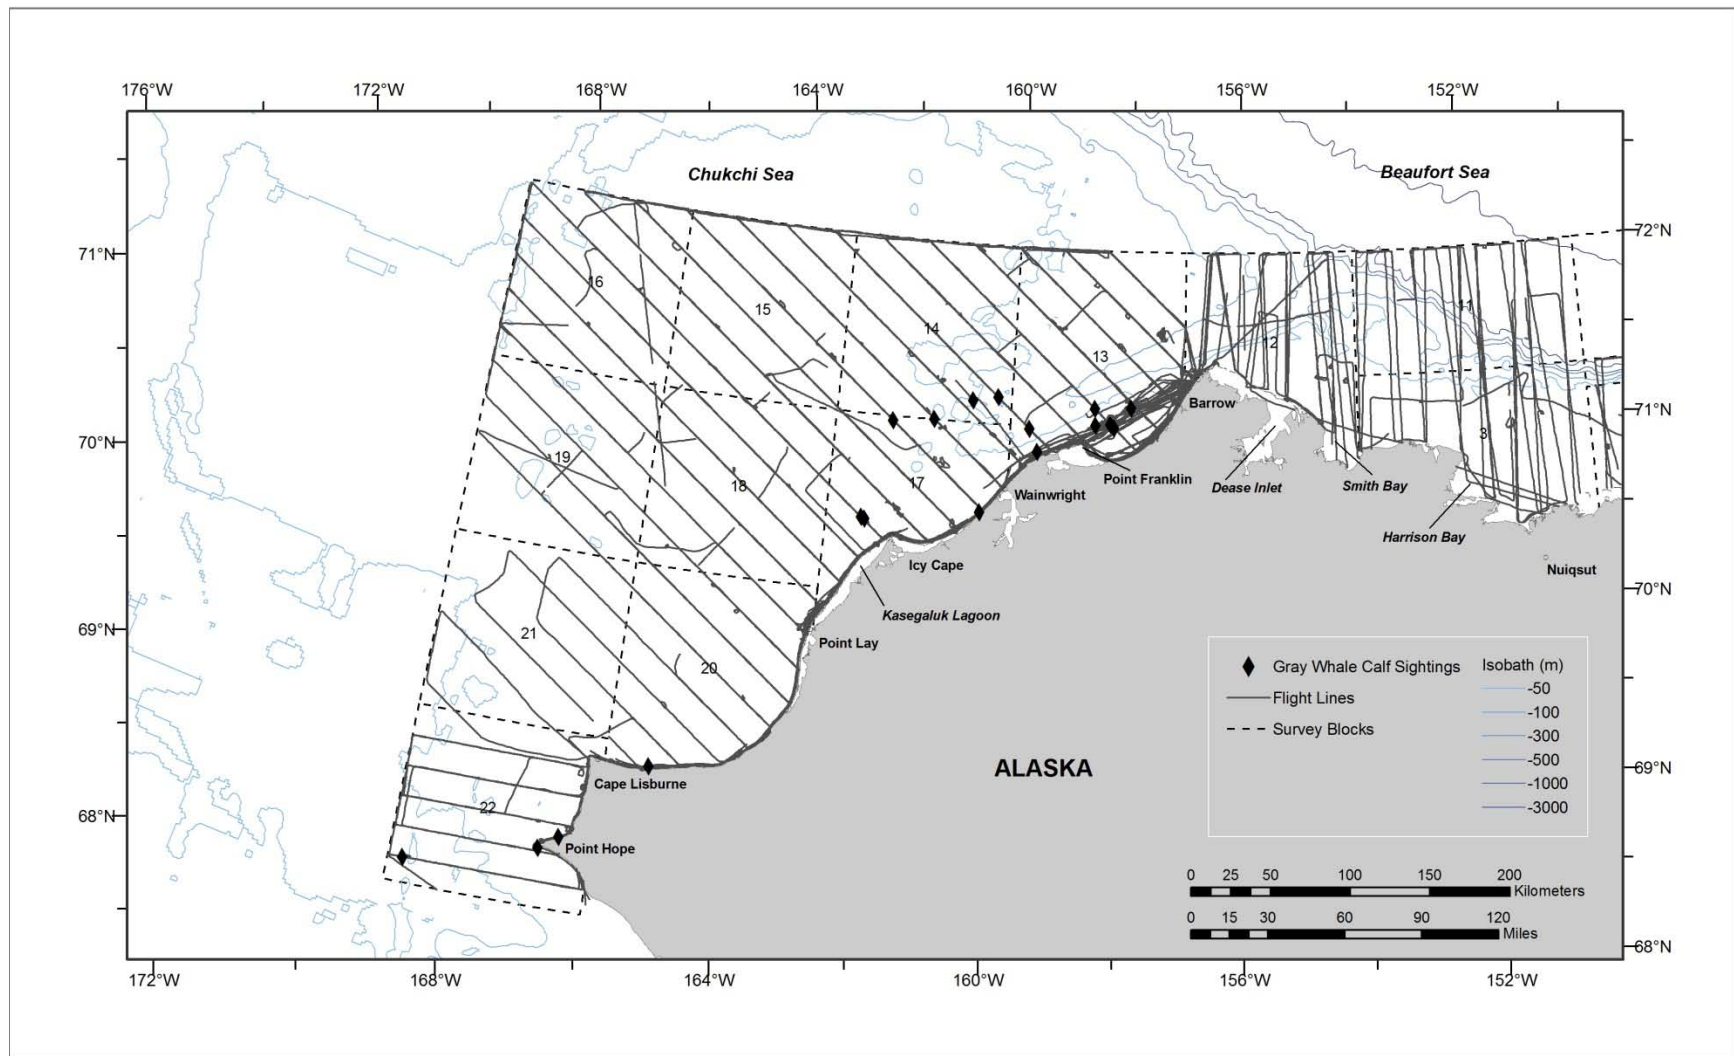 176°W 172°W 168°W 164°W 160°W 156°W 152°W
Chukchi Sea
Beaufort Sea
72°N
71°N
16
15
11
14
12
13
71°N
Barrow
70°N
3
19
18
17
Point Franklin
Dease Inlet
Smith Bay
Wainwright
Harrison Bay
Icy Cape
Nuiqsut
70°N
Kasegaluk Lagoon
69°N
21
Point Lay
20
Gray Whale Calf Sightings
Flight Lines
Survey Blocks
Isobath (m)
-50
-100
-300
-500
-1000
-3000
ALASKA
69°N
Cape Lisburne
68°N
22
Point Hope
0 25 50 100 150 200
Kilometers
0 15 30 60 90 120
Miles
68°N
172°W 168°W 164°W 160°W 156°W 152°W